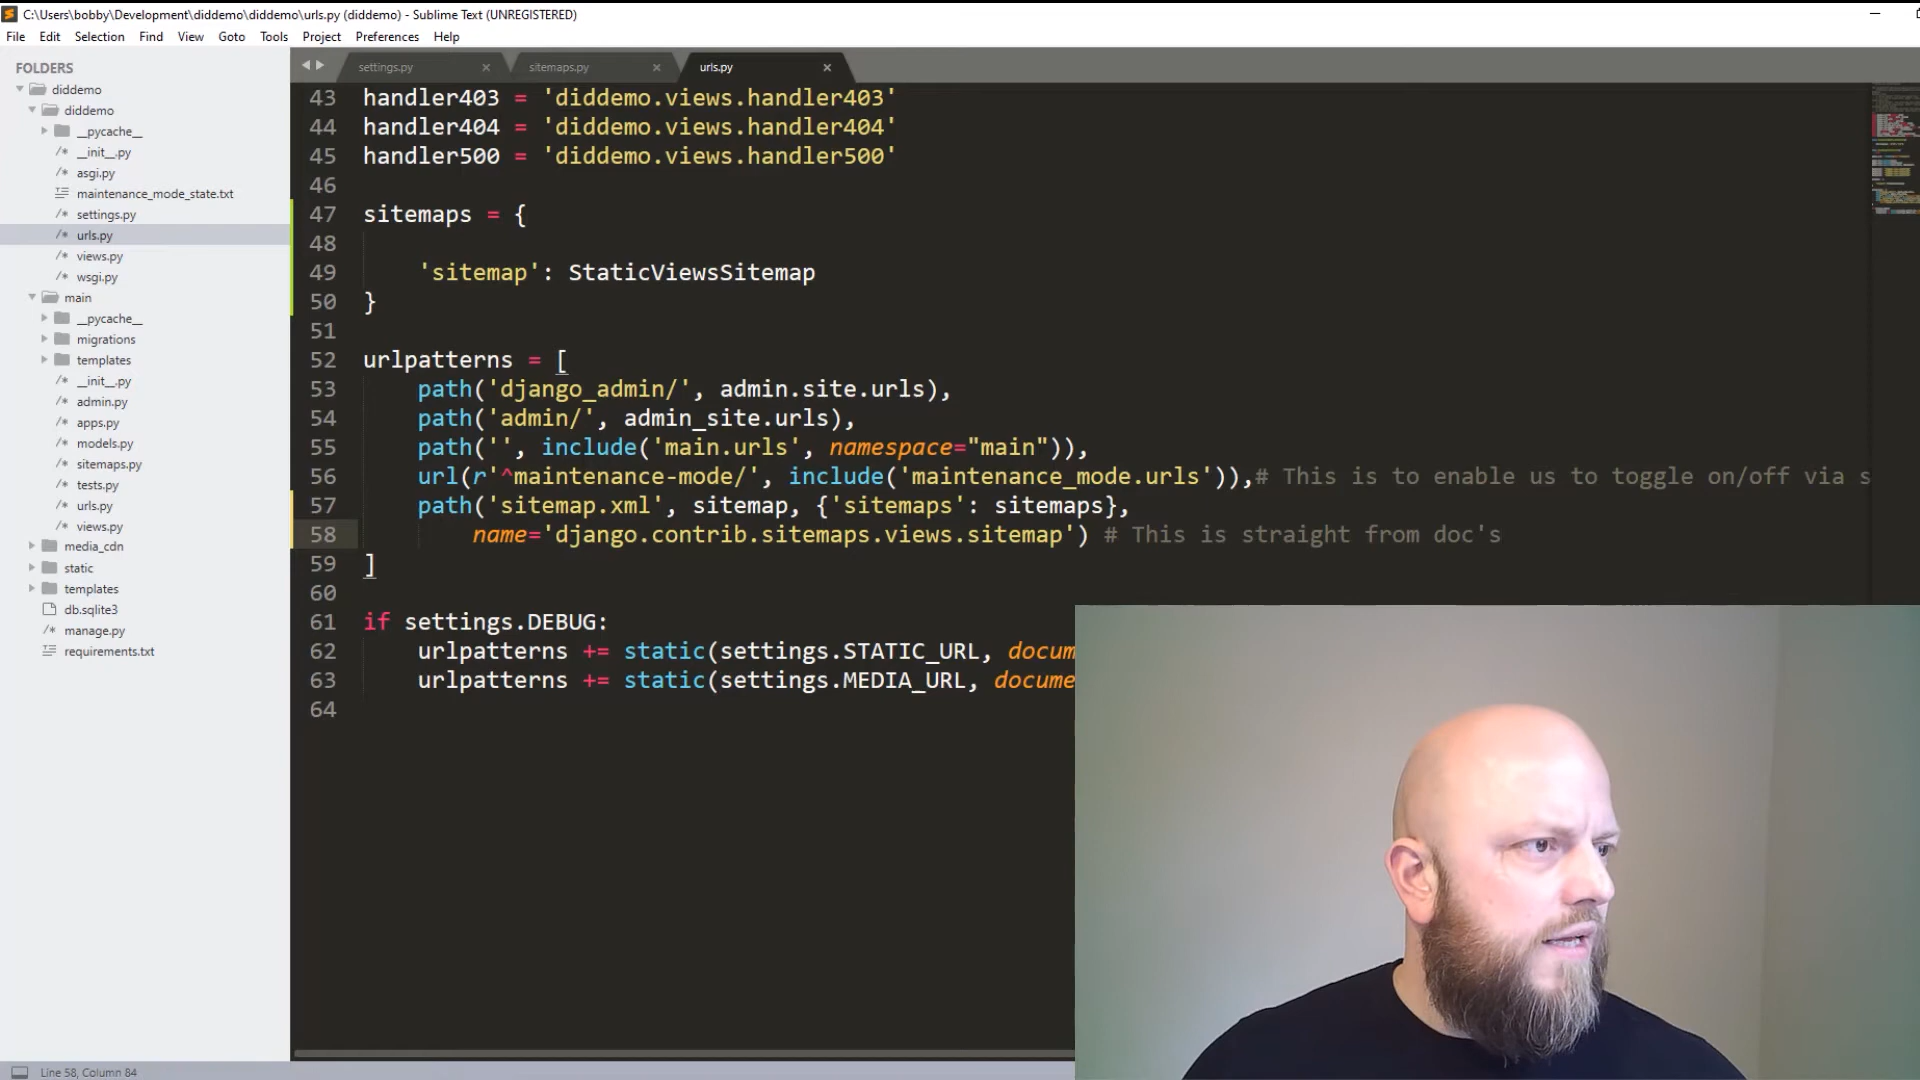 C:\Users\bobby\Development\diddemo\diddemo\urls.py (diddemo) - Sublime Text (UNREGISTERED)
File Edit Selection Find View Goto Tools Project Preferences Help
FOLDERS
diddemo
diddemo
__pycache__
/* __init__.py
/* asgi.py
maintenance_mode_state.txt
/* settings.py
/* urls.py
/* views.py
/* wsgi.py
main
__pycache__
migrations
templates
/* __init__.py
/* admin.py
/* apps.py
/* models.py
/* sitemaps.py
/* tests.py
/* urls.py
/* views.py
media_cdn
static
templates
db.sqlite3
/* manage.py
requirements.txt
settings.py sitemaps.py urls.py
43 handler403 = 'diddemo.views.handler403'
44 handler404 = 'diddemo.views.handler404'
45 handler500 = 'diddemo.views.handler500'
46
47 sitemaps = {
48
49 'sitemap': StaticViewsSitemap
50 }
51
52 urlpatterns = [
53 path('django_admin/', admin.site.urls),
54 path('admin/', admin_site.urls),
55 path('', include('main.urls', namespace="main")),
56 url(r'^maintenance-mode/', include('maintenance_mode.urls')),# This is to enable us to toggle on/off via s
57 path('sitemap.xml', sitemap, {'sitemaps': sitemaps},
58 name='django.contrib.sitemaps.views.sitemap') # This is straight from doc's
59 ]
60
61 if settings.DEBUG:
62 urlpatterns += static(settings.STATIC_URL, docum
63 urlpatterns += static(settings.MEDIA_URL, docume
64
Line 58, Column 84